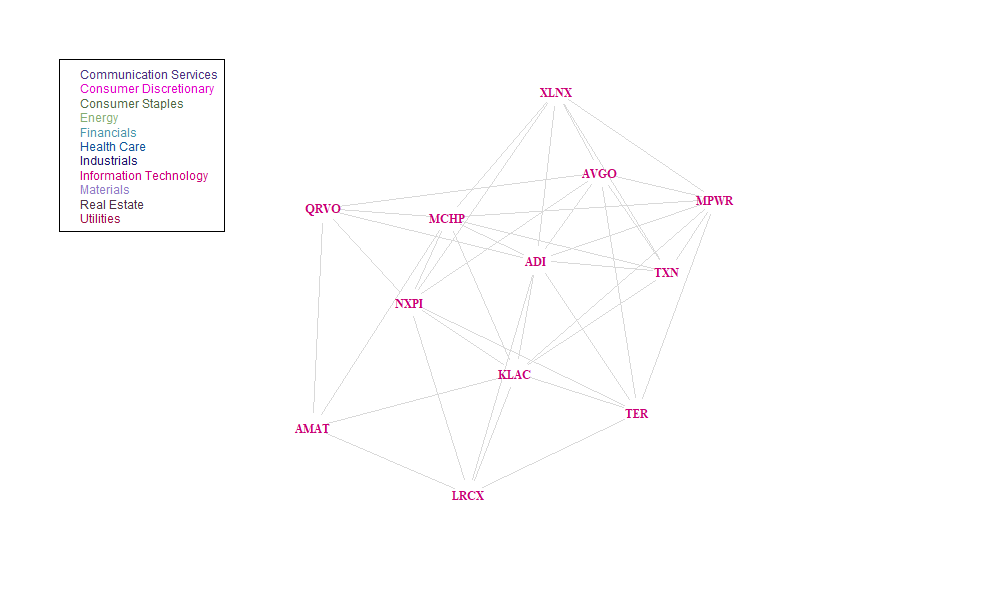 Communication Services
Consumer Discretionary
Consumer Staples
Energy
Financials
Health Care
Industrials
Information Technology
Materials
Real Estate
Utilities
XLNX
AVGO
MPWR
QRVO
MCHP
ADI
TXN
NXPI
KLAC
TER
AMAT
LRCX